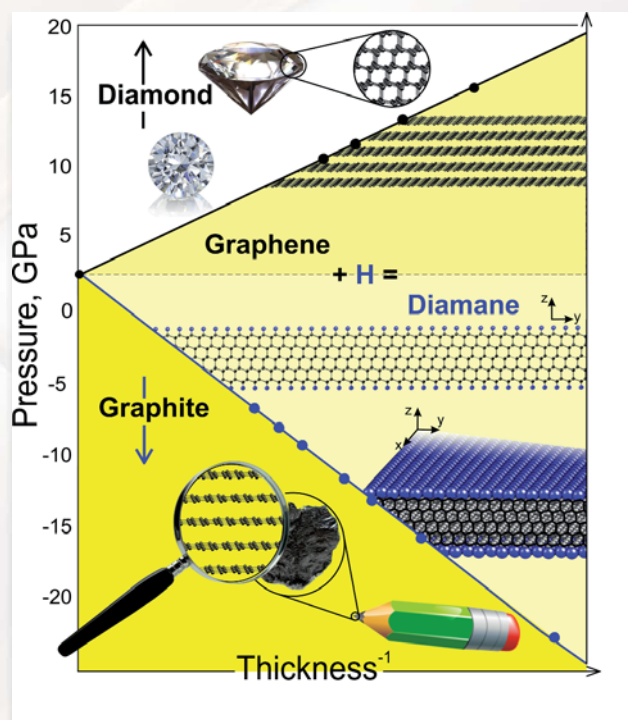 20
15
10
5
0
-5
-10
-15
-20
Pressure, GPa
Diamond
Graphene
+ H =
Diamane
z
y
Graphite
z
y
x
Thickness-1